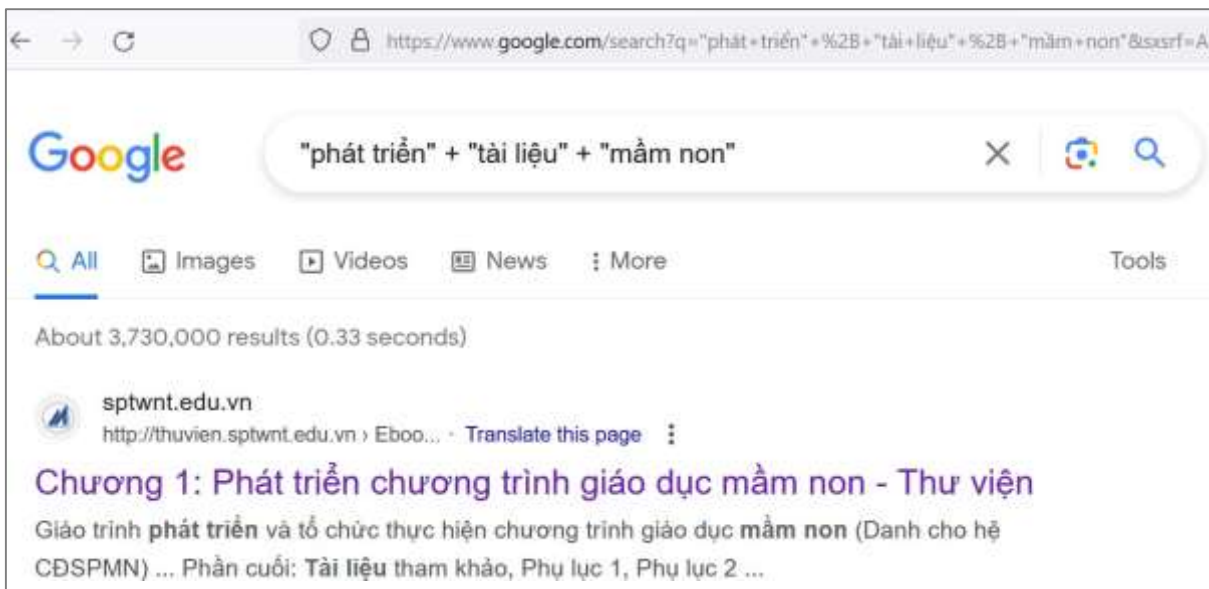 https://www.google.com/search?q="phát+triển"+%2B+"tài+liệu"+%2B+"mầm+non"&sxsrf=A
Google
"phát triển" + "tài liệu" + "mầm non"
All Images Videos News More Tools
About 3,730,000 results (0.33 seconds)
sptwnt.edu.vn
http://thuvien.sptwnt.edu.vn › Eboo... · Translate this page
Chương 1: Phát triển chương trình giáo dục mầm non - Thư viện
Giáo trình phát triển và tổ chức thực hiện chương trình giáo dục mầm non (Danh cho hệ
CĐSPMN) ... Phần cuối: Tài liệu tham khảo, Phụ lục 1, Phụ lục 2 ...